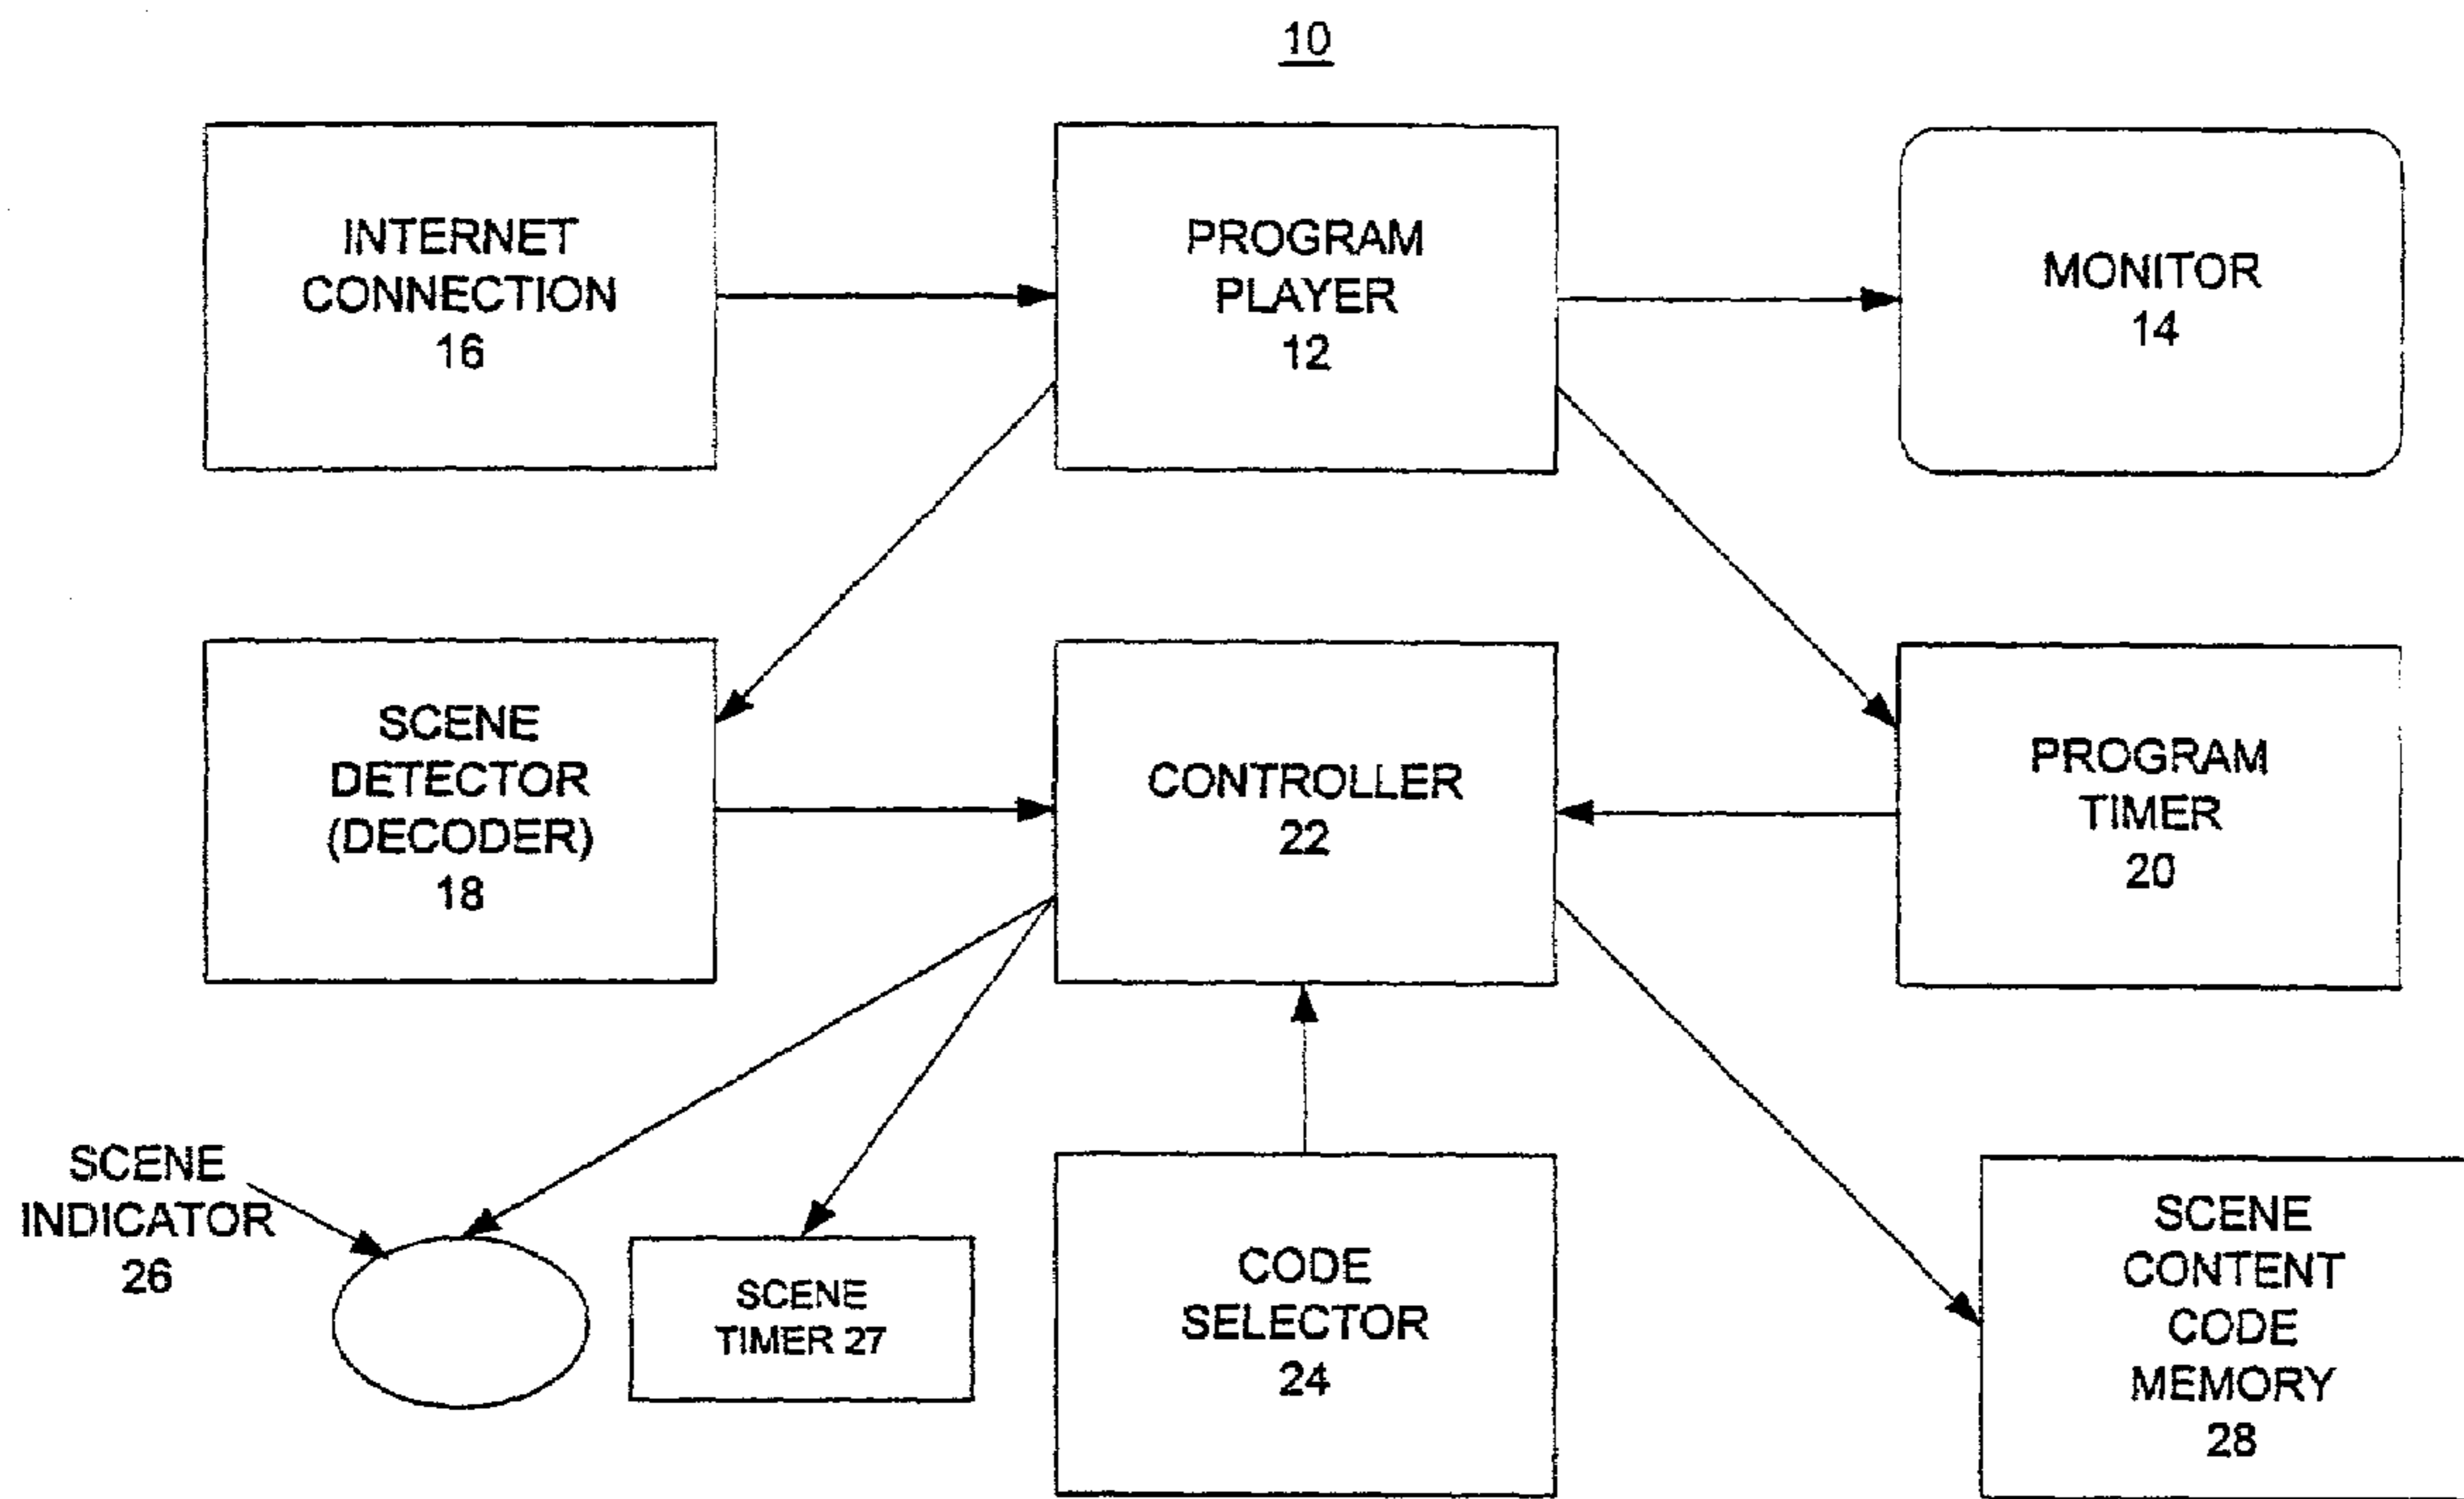 10
INTERNET
CONNECTION
16
PROGRAM
PLAYER
12
MONITOR
14
SCENE
DETECTOR
(DECODER)
18
CONTROLLER
22
PROGRAM
TIMER
20
SCENE
INDICATOR
26
SCENE
TIMER 27
CODE
SELECTOR
24
SCENE
CONTENT
CODE
MEMORY
28